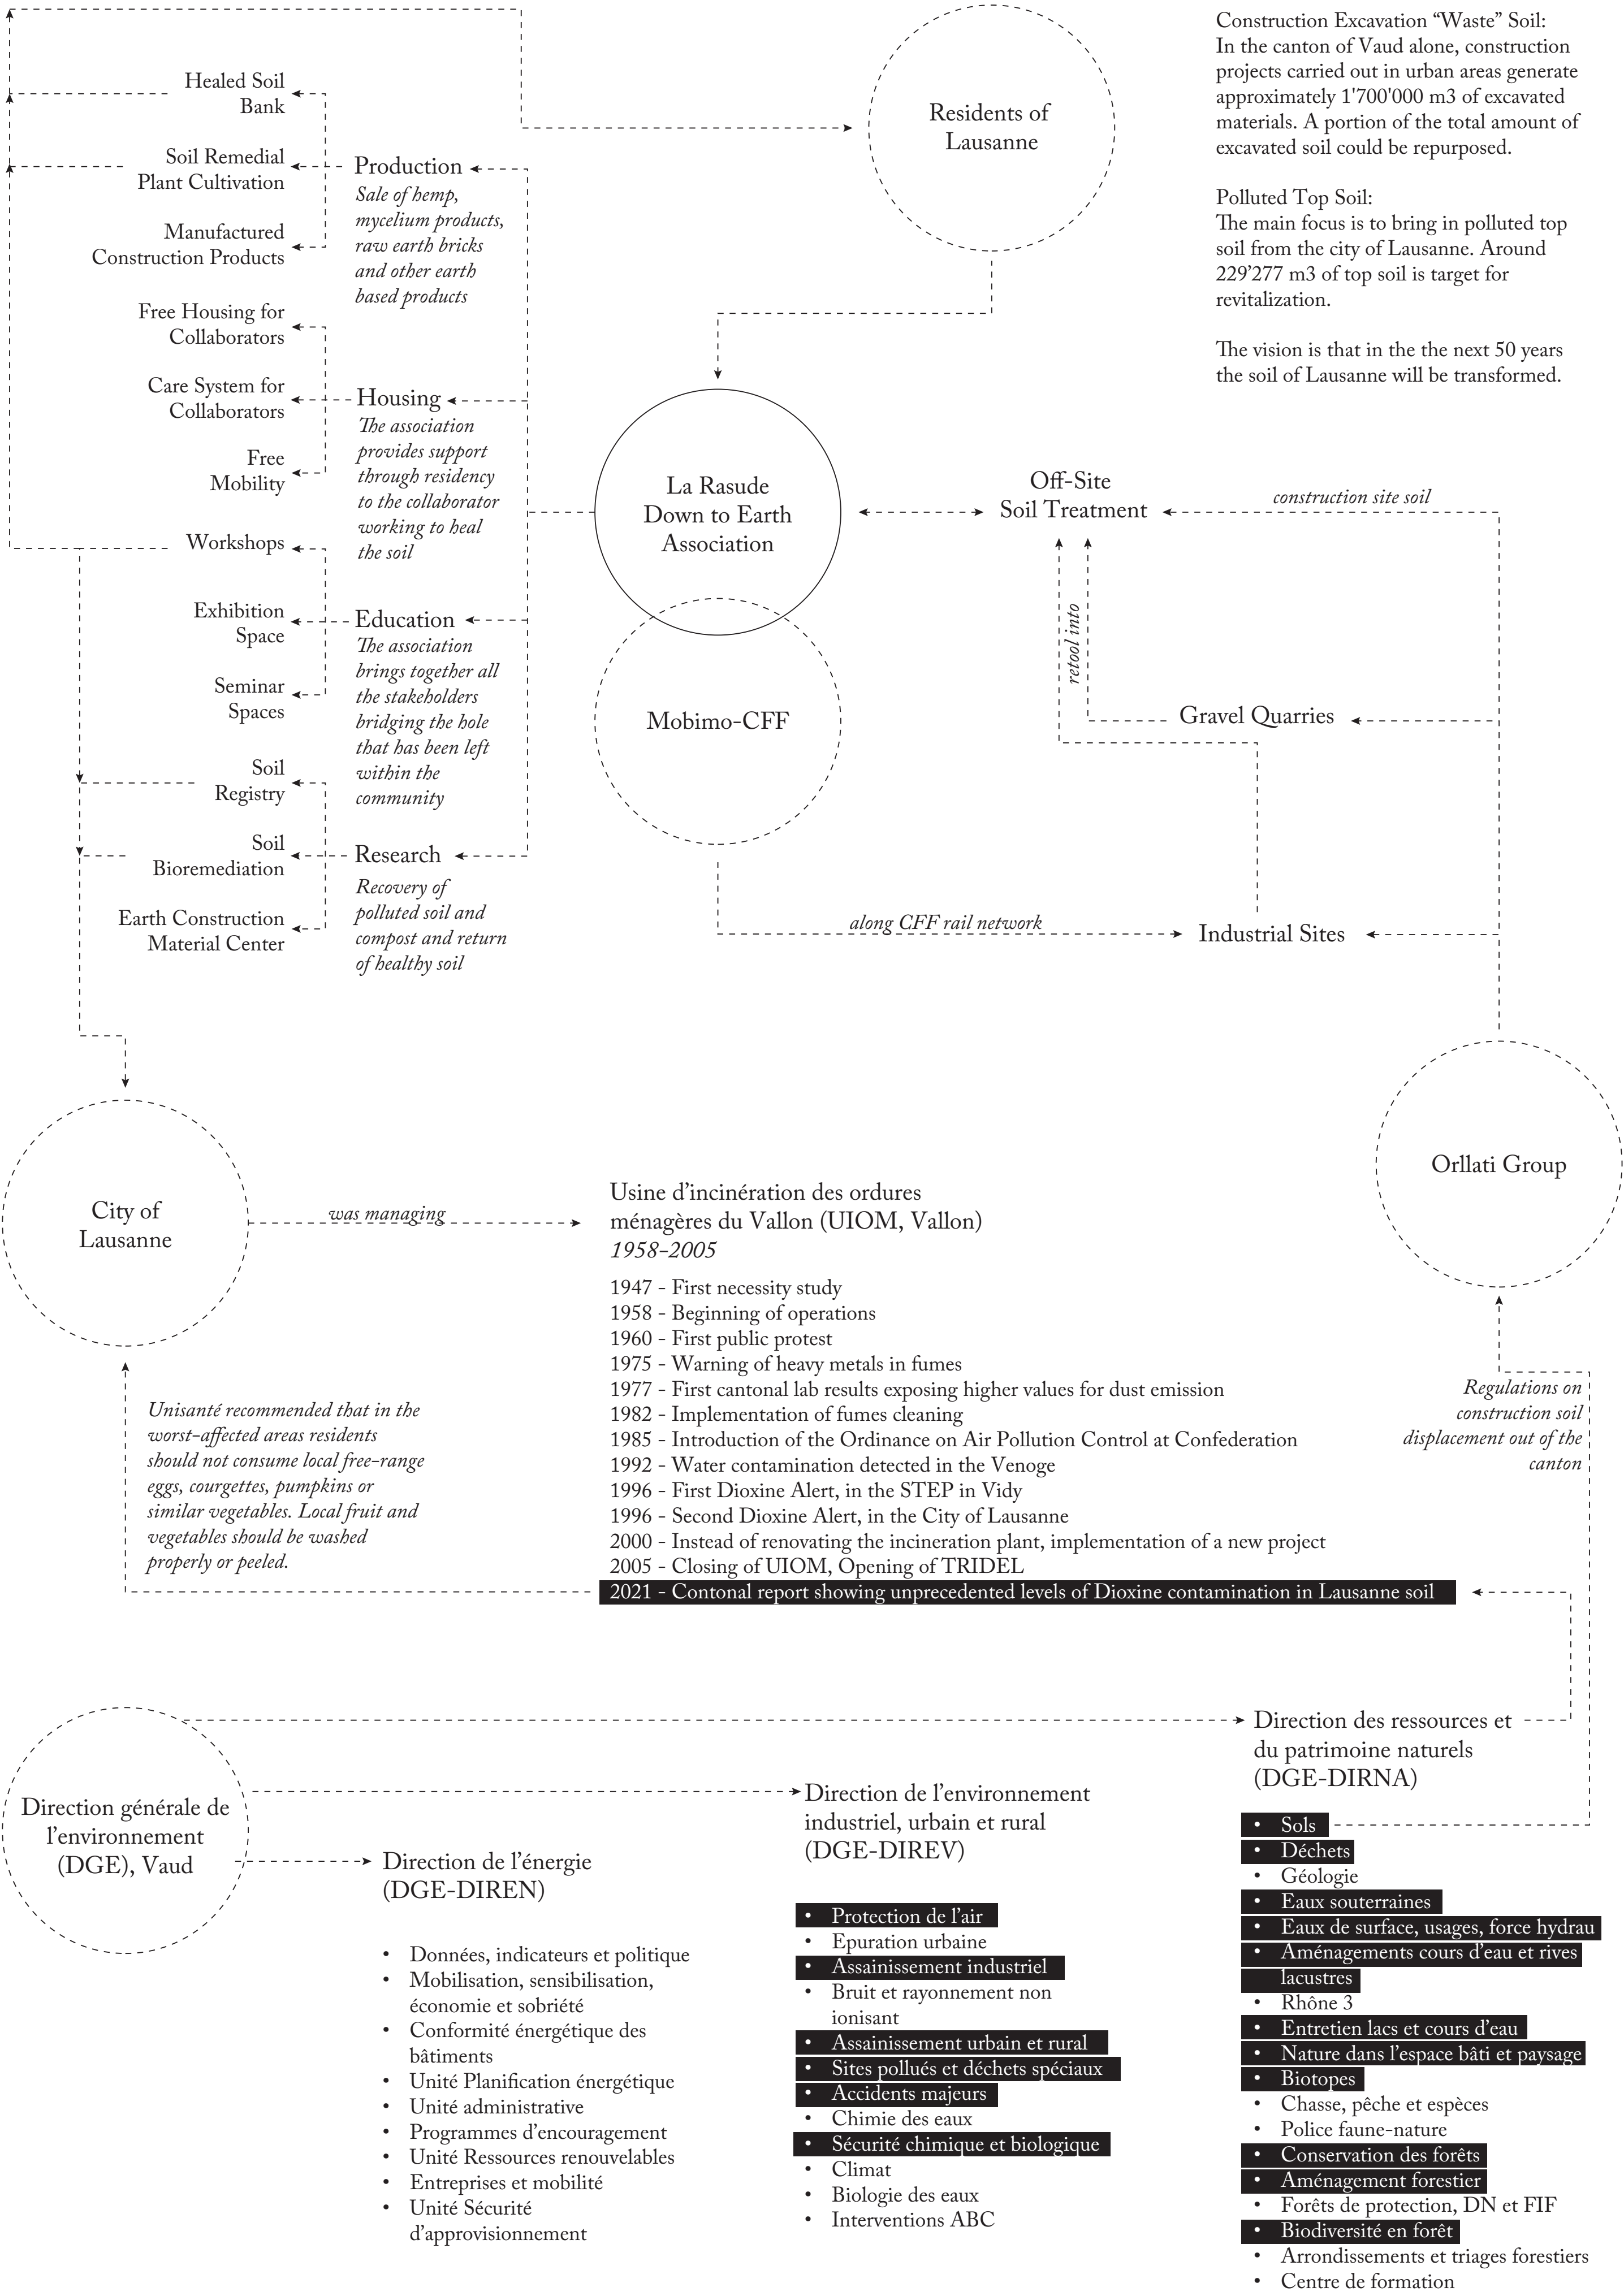 Healed Soil
Bank
Soil Remedial
Plant Cultivation
Manufactured
Construction Products
Production
Sale of hemp,
mycelium products,
raw earth bricks
and other earth
based products
Free Housing for
Collaborators
Care System for
Collaborators
Free
Mobility
Housing
The association
provides support
through residency
to the collaborator
working to heal
the soil
Workshops
Exhibition
Space
Seminar
Spaces
Education
The association
brings together all
the stakeholders
bridging the hole
that has been left
within the
community
Soil
Registry
Soil
Bioremediation
Earth Construction
Material Center
Research
Recovery of
polluted soil and
compost and return
of healthy soil
Residents of
Lausanne
Construction Excavation “Waste” Soil:
In the canton of Vaud alone, construction
projects carried out in urban areas generate
approximately 1'700'000 m3 of excavated
materials. A portion of the total amount of
excavated soil could be repurposed.
Polluted Top Soil:
The main focus is to bring in polluted top
soil from the city of Lausanne. Around
229’277 m3 of top soil is target for
revitalization.
The vision is that in the the next 50 years
the soil of Lausanne will be transformed.
La Rasude
Down to Earth
Association
Mobimo-CFF
Off-Site
Soil Treatment
construction site soil
retool into
Gravel Quarries
along CFF rail network
Industrial Sites
Orllati Group
City of
Lausanne
was managing
Usine d’incinération des ordures
ménagères du Vallon (UIOM, Vallon)
1958-2005
1947 - First necessity study
1958 - Beginning of operations
1960 - First public protest
1975 - Warning of heavy metals in fumes
1977 - First cantonal lab results exposing higher values for dust emission
1982 - Implementation of fumes cleaning
1985 - Introduction of the Ordinance on Air Pollution Control at Confederation
1992 - Water contamination detected in the Venoge
1996 - First Dioxine Alert, in the STEP in Vidy
1996 - Second Dioxine Alert, in the City of Lausanne
2000 - Instead of renovating the incineration plant, implementation of a new project
2005 - Closing of UIOM, Opening of TRIDEL
2021 - Contonal report showing unprecedented levels of Dioxine contamination in Lausanne soil
Unisanté recommended that in the
worst-affected areas residents
should not consume local free-range
eggs, courgettes, pumpkins or
similar vegetables. Local fruit and
vegetables should be washed
properly or peeled.
Regulations on
construction soil
displacement out of the
canton
Direction générale de
l’environnement
(DGE), Vaud
Direction de l’énergie
(DGE-DIREN)
• Données, indicateurs et politique
• Mobilisation, sensibilisation,
économie et sobriété
• Conformité énergétique des
bâtiments
• Unité Planification énergétique
• Unité administrative
• Programmes d’encouragement
• Unité Ressources renouvelables
• Entreprises et mobilité
• Unité Sécurité
d’approvisionnement
Direction de l’environnement
industriel, urbain et rural
(DGE-DIREV)
• Protection de l’air
• Epuration urbaine
• Assainissement industriel
• Bruit et rayonnement non
ionisant
• Assainissement urbain et rural
• Sites pollués et déchets spéciaux
• Accidents majeurs
• Chimie des eaux
• Sécurité chimique et biologique
• Climat
• Biologie des eaux
• Interventions ABC
Direction des ressources et
du patrimoine naturels
(DGE-DIRNA)
• Sols
• Déchets
• Géologie
• Eaux souterraines
• Eaux de surface, usages, force hydrau
• Aménagements cours d’eau et rives
lacustres
• Rhône 3
• Entretien lacs et cours d’eau
• Nature dans l’espace bâti et paysage
• Biotopes
• Chasse, pêche et espèces
• Police faune-nature
• Conservation des forêts
• Aménagement forestier
• Forêts de protection, DN et FIF
• Biodiversité en forêt
• Arrondissements et triages forestiers
• Centre de formation